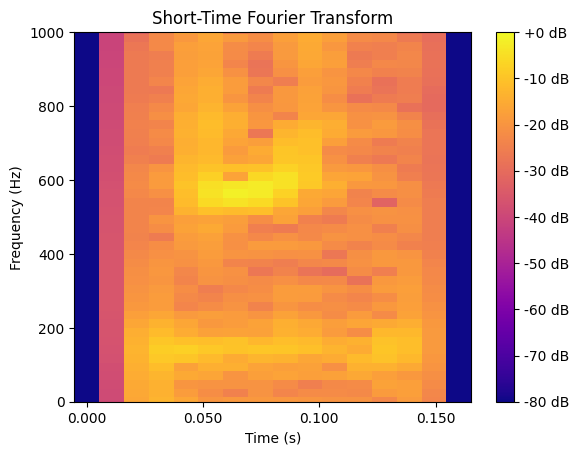 Short-Time Fourier Transform
1000
800
600
400
200
0
Frequency (Hz)
0.000
0.050
0.100
0.150
Time (s)
+0 dB
-10 dB
-20 dB
-30 dB
-40 dB
-50 dB
-60 dB
-70 dB
-80 dB